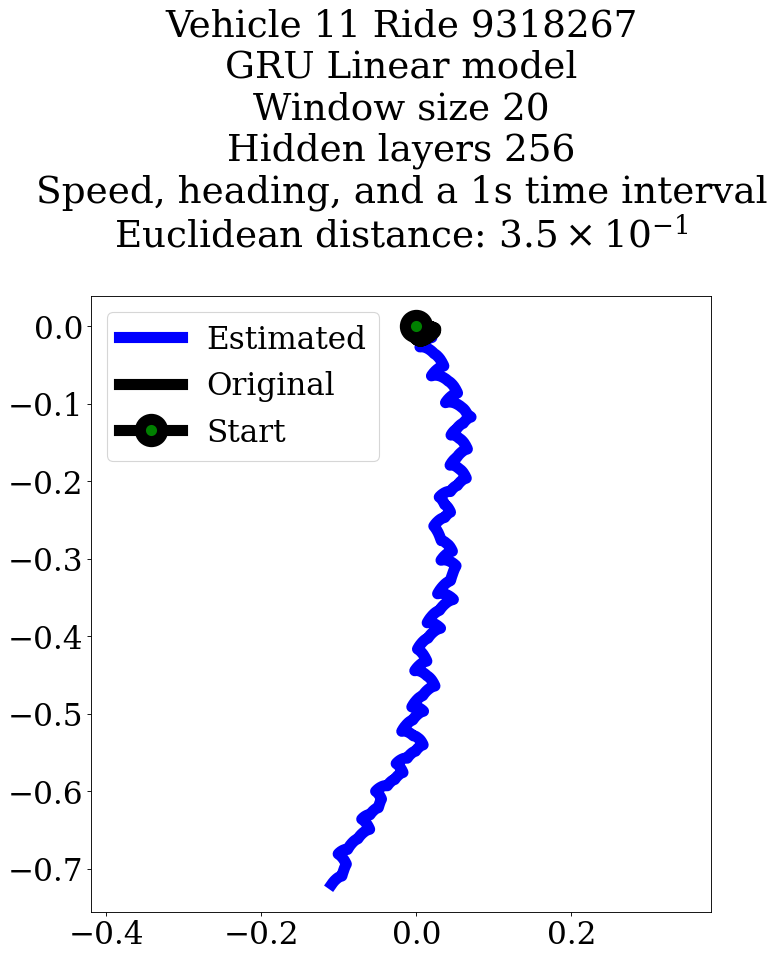 Vehicle 11 Ride 9318267
GRU Linear model
Window size 20
Hidden layers 256
Speed, heading, and a 1s time interval
Euclidean distance: 3.5 × 10⁻¹
Estimated
Original
Start
0.0
−0.1
−0.2
−0.3
−0.4
−0.5
−0.6
−0.7
−0.4 −0.2 0.0 0.2